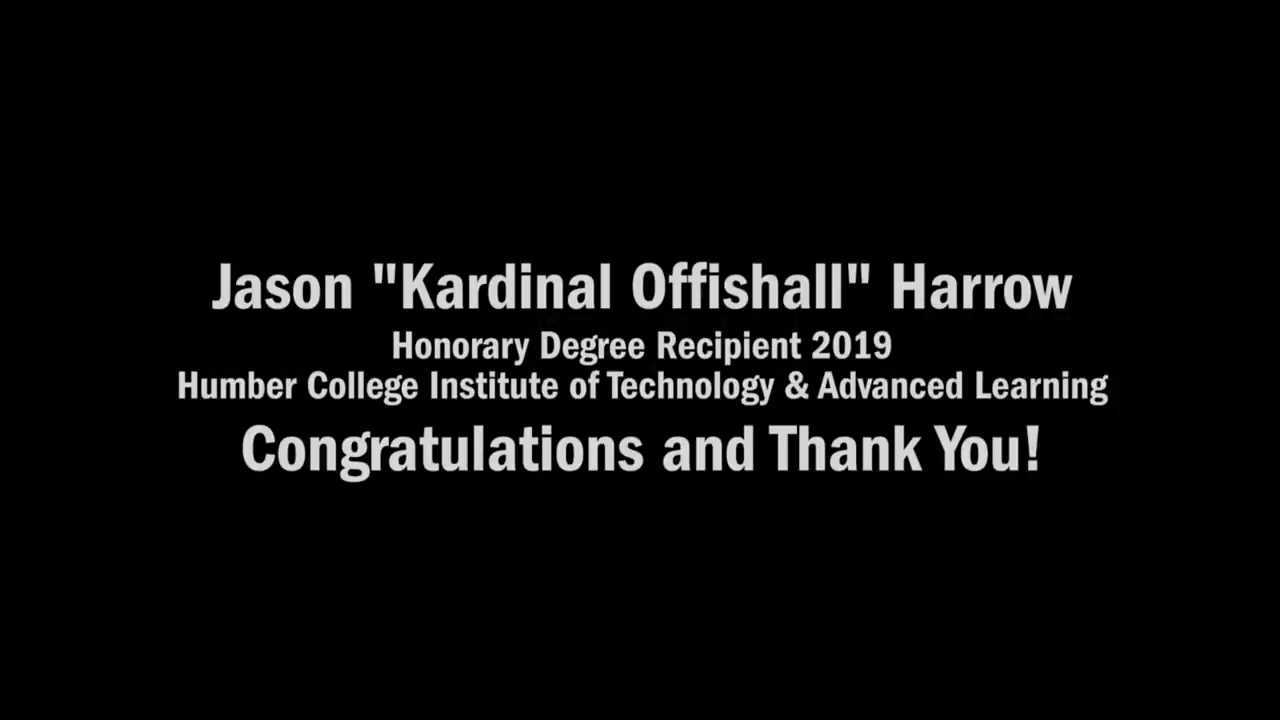 Jason "Kardinal Offishall" Harrow
Honorary Degree Recipient 2019
Humber College Institute of Technology & Advanced Learning
Congratulations and Thank You!